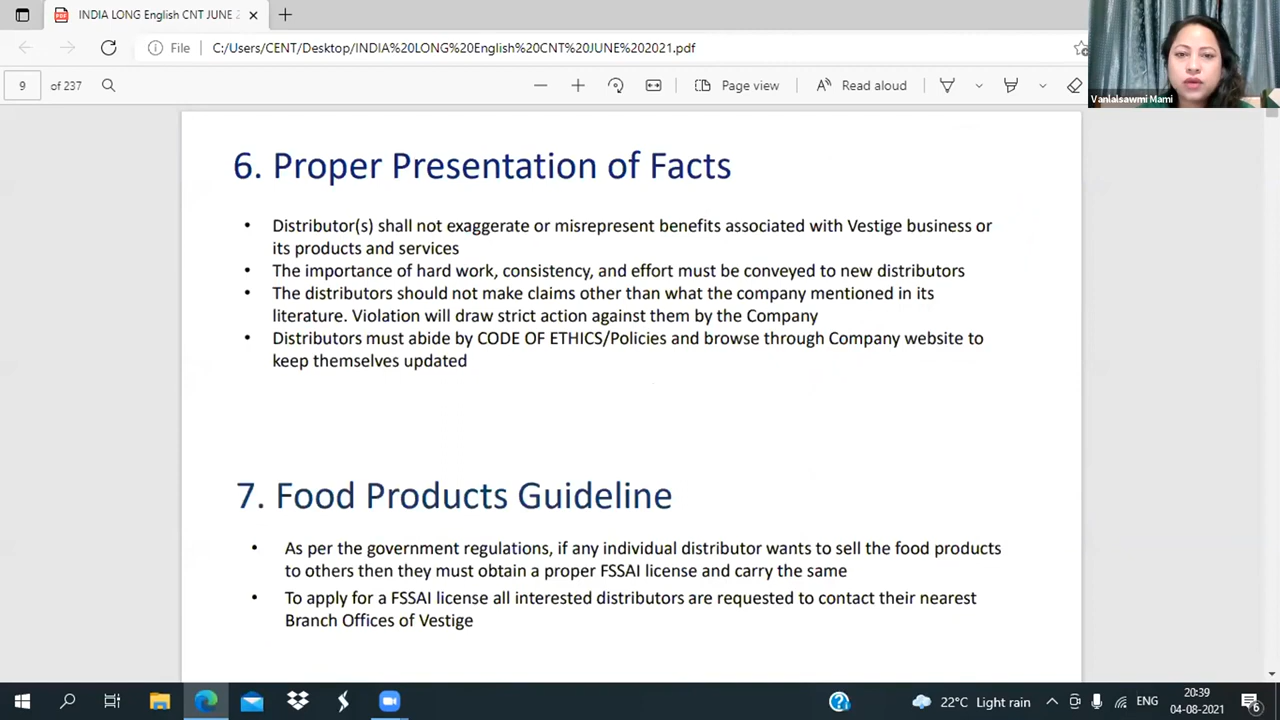 INDIA LONG English CNT JUNE 2
File
C:/Users/CENT/Desktop/INDIA%20LONG%20English%20CNT%20JUNE%202021.pdf
9
of 237
Page view
Read aloud
Vanlalsawmi Mami
6. Proper Presentation of Facts
• Distributor(s) shall not exaggerate or misrepresent benefits associated with Vestige business or
its products and services
• The importance of hard work, consistency, and effort must be conveyed to new distributors
• The distributors should not make claims other than what the company mentioned in its
literature. Violation will draw strict action against them by the Company
• Distributors must abide by CODE OF ETHICS/Policies and browse through Company website to
keep themselves updated
7. Food Products Guideline
• As per the government regulations, if any individual distributor wants to sell the food products
to others then they must obtain a proper FSSAI license and carry the same
• To apply for a FSSAI license all interested distributors are requested to contact their nearest
Branch Offices of Vestige
22°C Light rain
ENG
20:39
04-08-2021
6